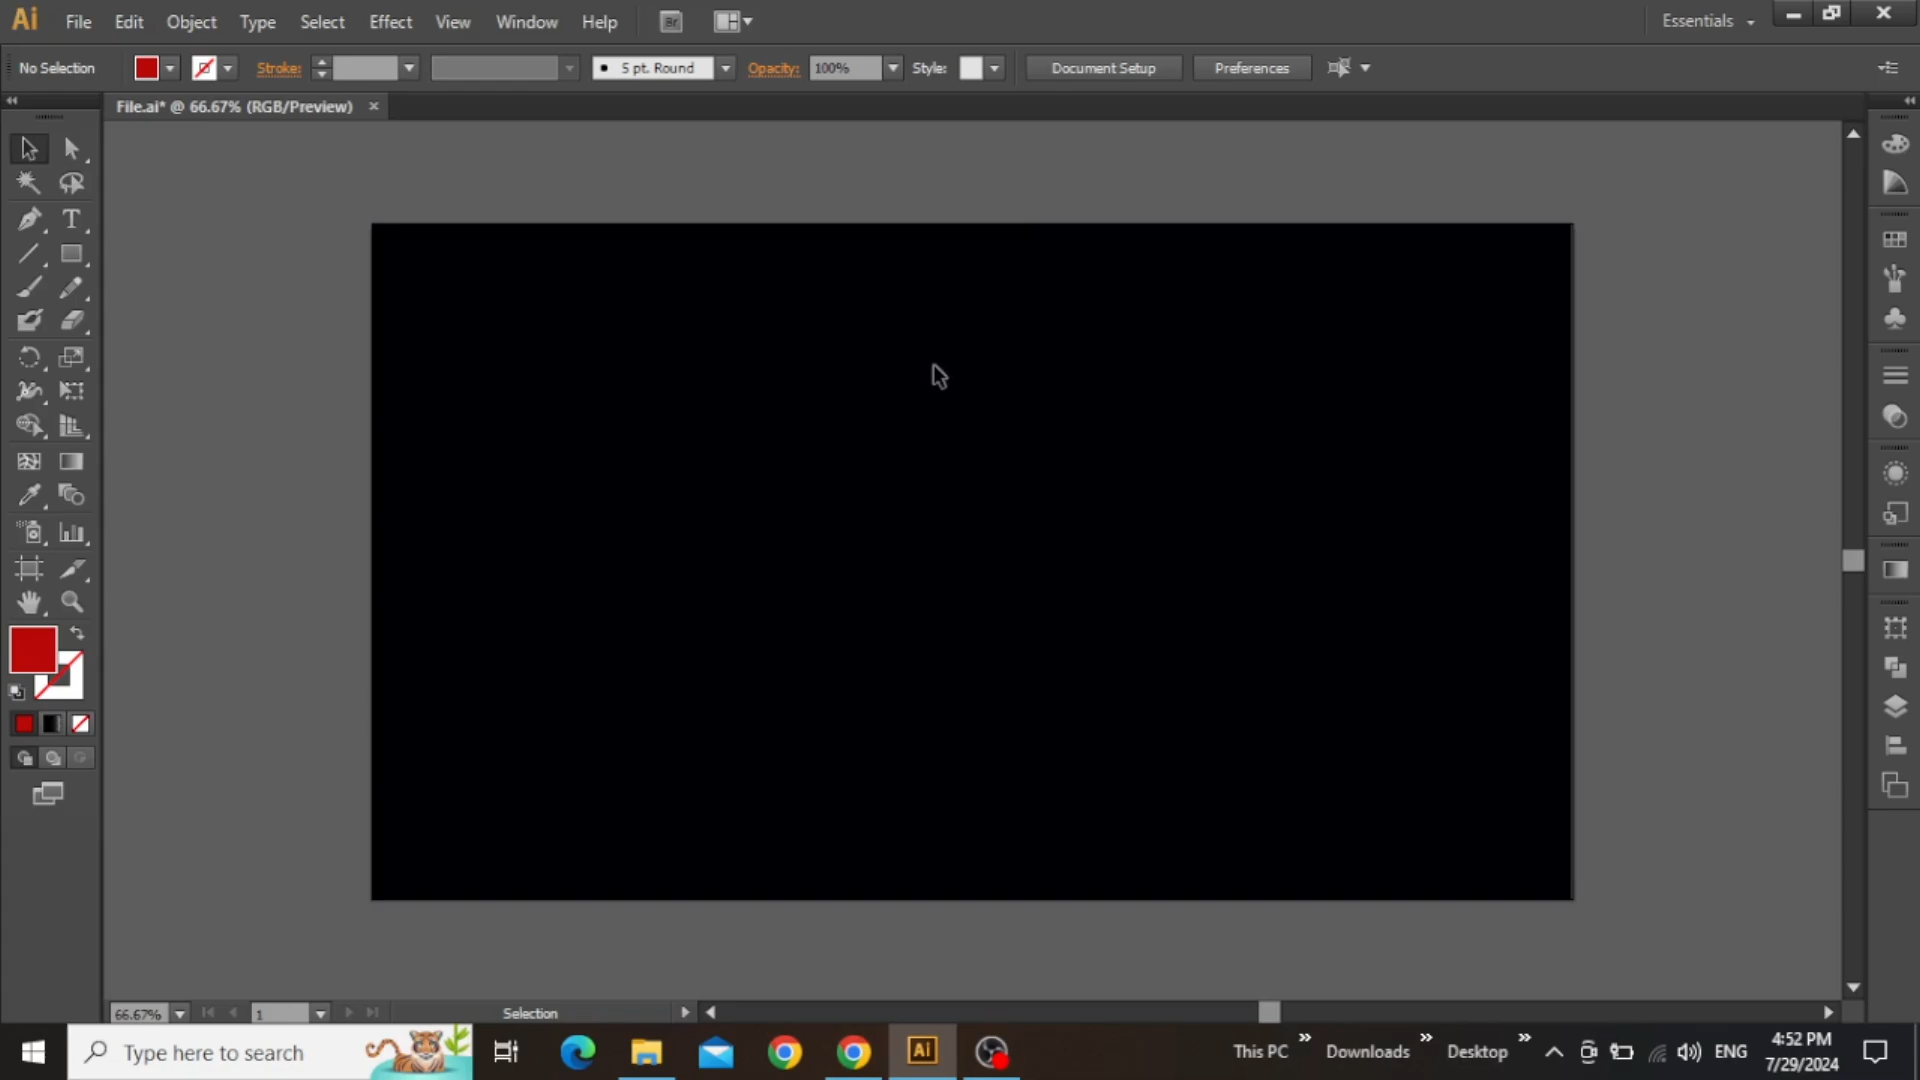 Ai File Edit Object Type Select Effect View Window Help Br Essentials
No Selection Stroke: 5 pt. Round Opacity: 100% Style: Document Setup Preferences
File.ai* @ 66.67% (RGB/Preview)
T
66.67% 1 Selection
Type here to search Ai This PC Downloads Desktop ENG 4:52 PM
7/29/2024